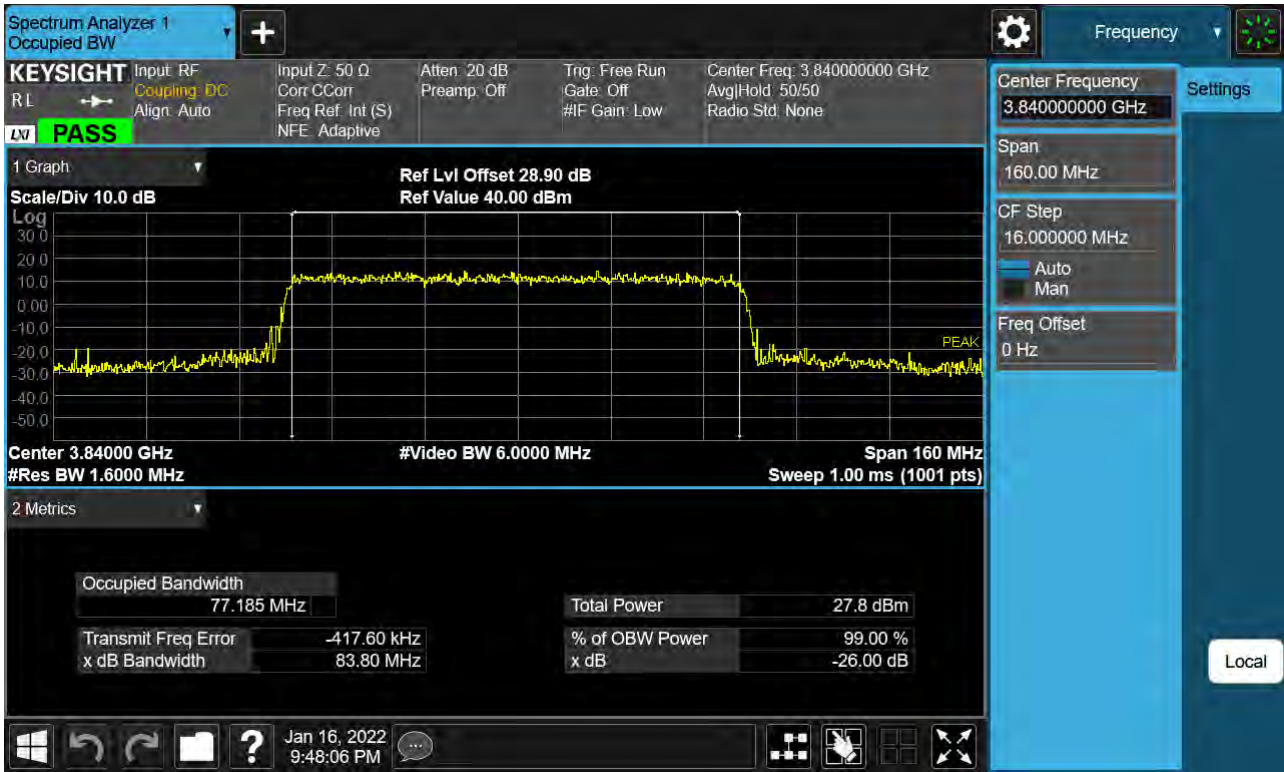 Spectrum Analyzer 1
Occupied BW
Frequency
KEYSIGHT
RL
LXI
PASS
Input: RF
Coupling: DC
Align: Auto
Input Z: 50 Ω
Corr CCorr
Freq Ref: Int (S)
NFE: Adaptive
Atten: 20 dB
Preamp: Off
Trig: Free Run
Gate: Off
#IF Gain: Low
Center Freq: 3.840000000 GHz
Avg|Hold: 50/50
Radio Std: None
Center Frequency
3.840000000 GHz
Settings
Span
160.00 MHz
CF Step
16.000000 MHz
Auto
Man
Freq Offset
0 Hz
Local
1 Graph
Scale/Div 10.0 dB
Ref Lvl Offset 28.90 dB
Ref Value 40.00 dBm
Log
30.0
20.0
10.0
0.00
-10.0
-20.0
-30.0
-40.0
-50.0
PEAK
Center 3.84000 GHz
#Video BW 6.0000 MHz
Span 160 MHz
#Res BW 1.6000 MHz
Sweep 1.00 ms (1001 pts)
2 Metrics
Occupied Bandwidth
77.185 MHz
Total Power 27.8 dBm
Transmit Freq Error -417.60 kHz
% of OBW Power 99.00 %
x dB Bandwidth 83.80 MHz
x dB -26.00 dB
?
Jan 16, 2022
9:48:06 PM